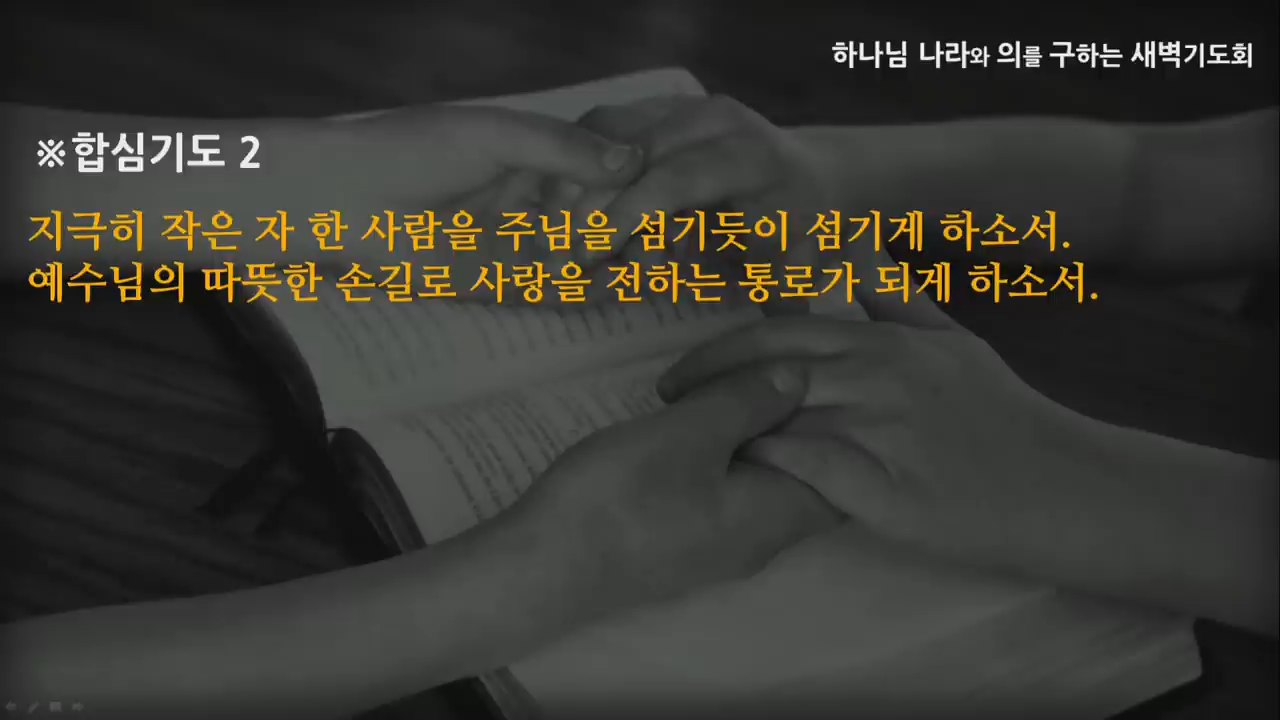 하나님 나라와 의를 구하는 새벽기도회
※합심기도 2
지극히 작은 자 한 사람을 주님을 섬기듯이 섬기게 하소서.
예수님의 따뜻한 손길로 사랑을 전하는 통로가 되게 하소서.